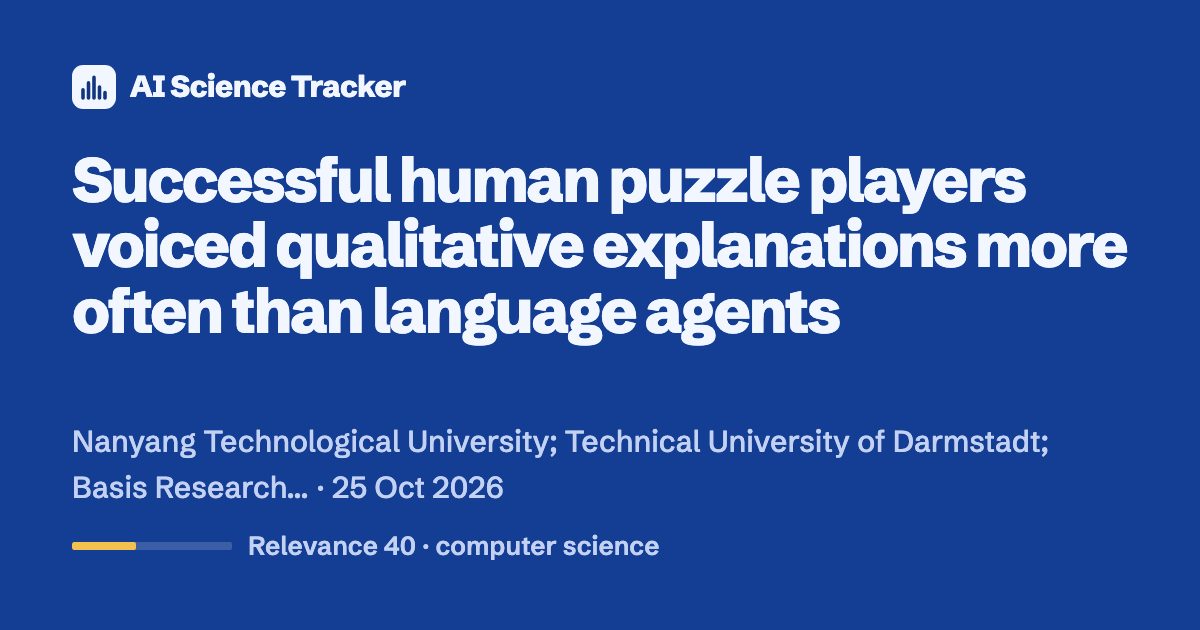 AI Science Tracker
Successful human puzzle players
voiced qualitative explanations more
often than language agents
Nanyang Technological University; Technical University of Darmstadt;
Basis Research... · 25 Oct 2026
Relevance 40 · computer science